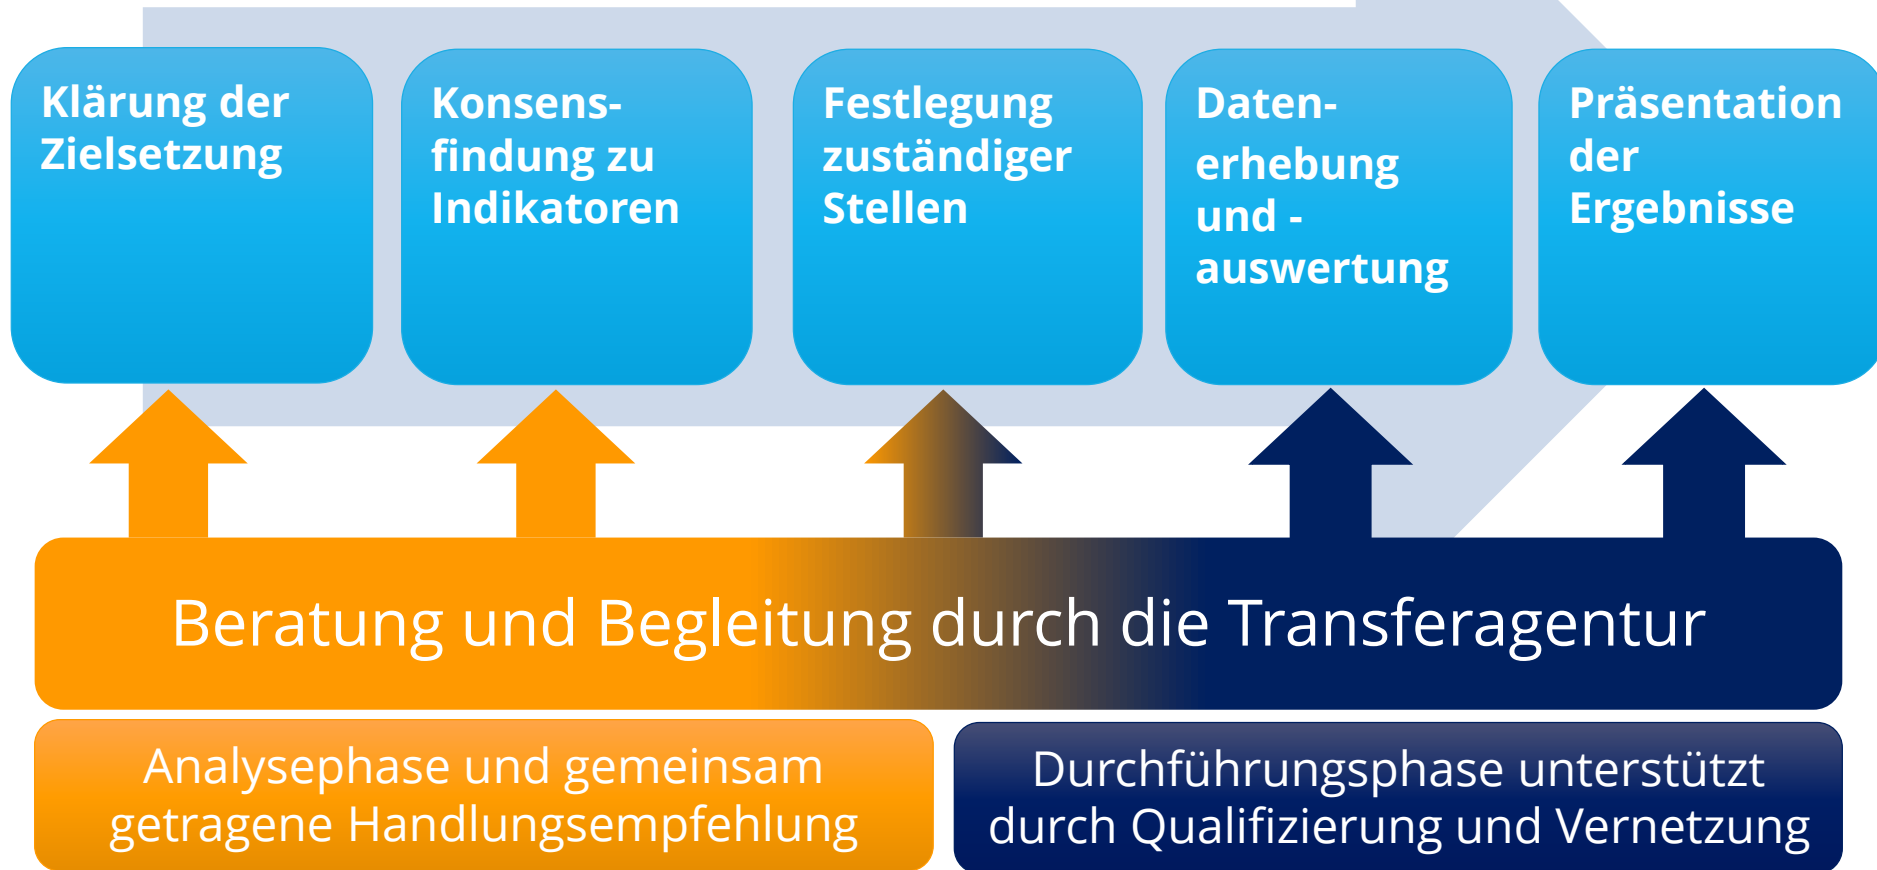 Klärung der
Zielsetzung
Konsens-
findung zu
Indikatoren
Festlegung
zuständiger
Stellen
Daten-
erhebung
und -
auswertung
Präsentation
der
Ergebnisse
Beratung und Begleitung durch die Transferagentur
Analysephase und gemeinsam
getragene Handlungsempfehlung
Durchführungsphase unterstützt
durch Qualifizierung und Vernetzung